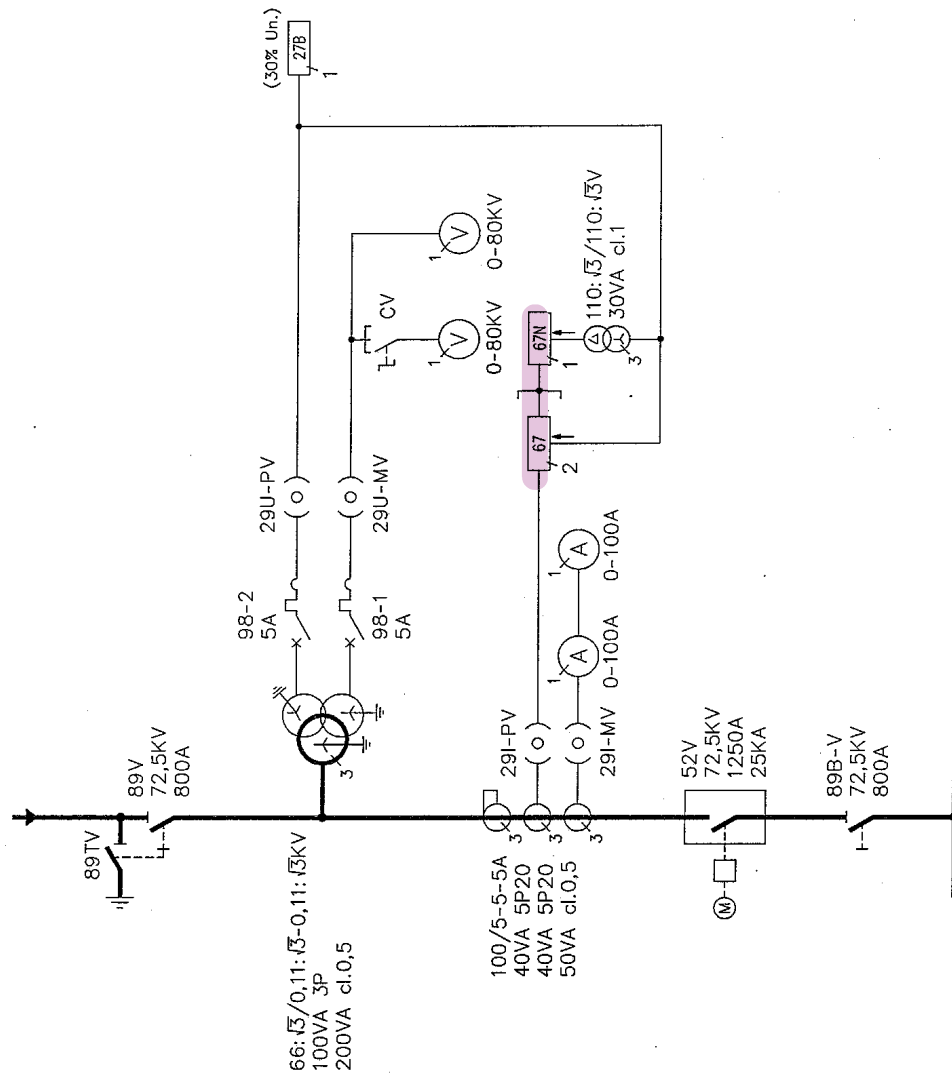 (30% Un.)
27B
1
29U-PV
98-2
5A
29U-MV
98-1
5A
CV
V
1
0-80KV
V
1
0-80KV
89V
72,5KV
800A
89TV
3
66:√3/0,11:√3-0,11:√3KV
100VA 3P
200VA cl.0,5
67N
1
67
2
110:√3/110:√3V
30VA cl.1
3
29I-PV
29I-MV
A
1
0-100A
A
1
0-100A
3
3
3
100/5-5-5A
40VA 5P20
40VA 5P20
50VA cl.0,5
52V
72,5KV
1250A
25KA
M
89B-V
72,5KV
800A